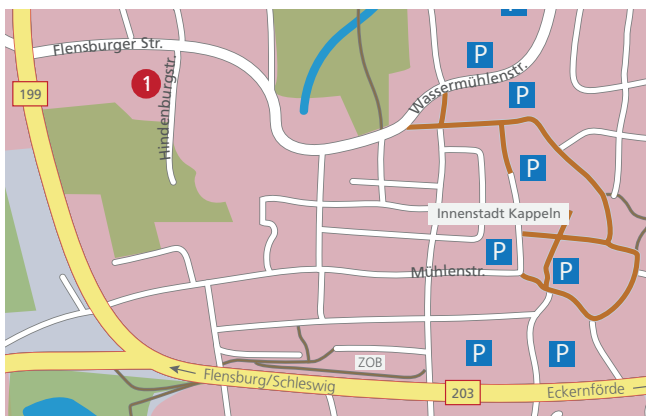 Flensburger Str.
P
Wassermühlenstr.
199
1
Hindenburgstr.
P
P
Innenstadt Kappeln
P
Mühlenstr.
P
P
P
ZOB
← Flensburg/Schleswig
203
Eckernförde →